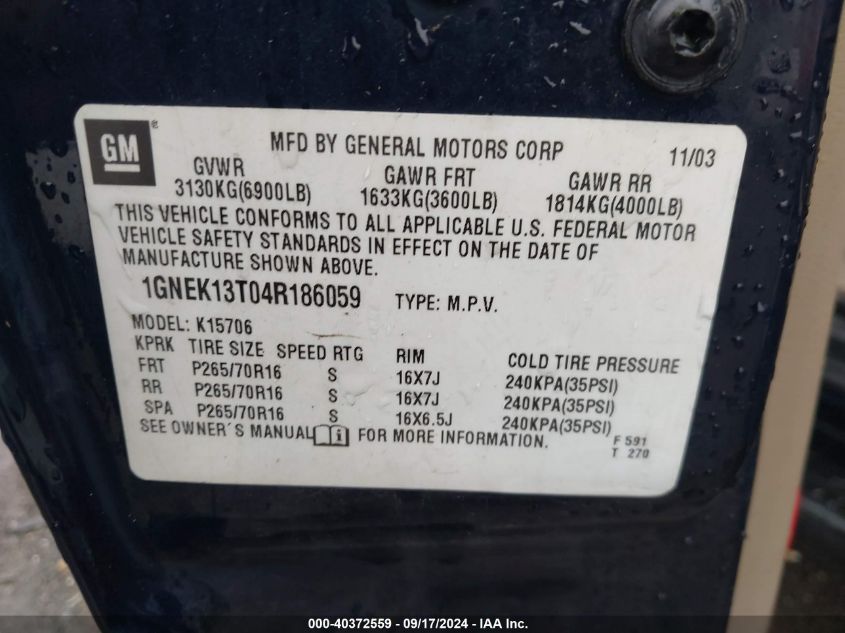 GM ®
MFD BY GENERAL MOTORS CORP 11/03
GVWR GAWR FRT GAWR RR
3130KG(6900LB) 1633KG(3600LB) 1814KG(4000LB)
THIS VEHICLE CONFORMS TO ALL APPLICABLE U.S. FEDERAL MOTOR
VEHICLE SAFETY STANDARDS IN EFFECT ON THE DATE OF
MANUFACTURE SHOWN ABOVE.
1GNEK13T04R186059 TYPE: M.P.V.
MODEL: K15706
KPRK TIRE SIZE SPEED RTG RIM COLD TIRE PRESSURE
FRT P265/70R16 S 16X7J 240KPA(35PSI)
RR P265/70R16 S 16X7J 240KPA(35PSI)
SPA P265/70R16 S 16X6.5J 240KPA(35PSI)
SEE OWNER'S MANUAL i FOR MORE INFORMATION.
F 591
T 270
000-40372559 / 09/17/2024 - IAA Inc.